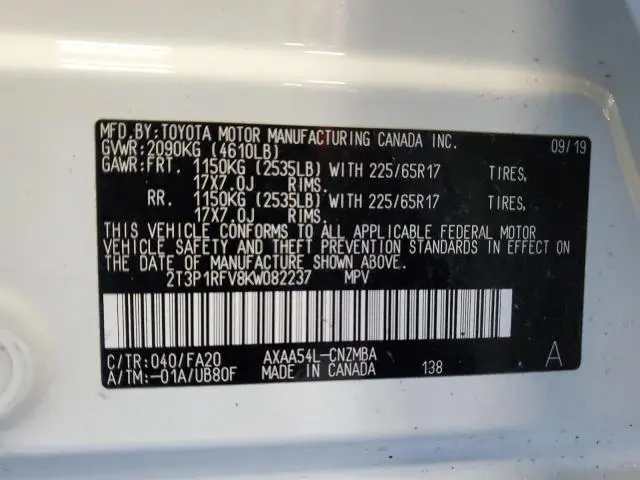 MFD. BY: TOYOTA MOTOR MANUFACTURING CANADA INC. 09/19
GVWR: 2090KG (4610LB)
GAWR: FRT. 1150KG (2535LB) WITH 225/65R17 TIRES,
17X7.0J RIMS.
RR. 1150KG (2535LB) WITH 225/65R17 TIRES,
17X7.0J RIMS.
THIS VEHICLE CONFORMS TO ALL APPLICABLE FEDERAL MOTOR
VEHICLE SAFETY AND THEFT PREVENTION STANDARDS IN EFFECT ON
THE DATE OF MANUFACTURE SHOWN ABOVE.
2T3P1RFV8KW082237 MPV
C/TR: 040/FA20 AXAA54L-CNZMBA A
A/TM: -01A/UB80F MADE IN CANADA 138